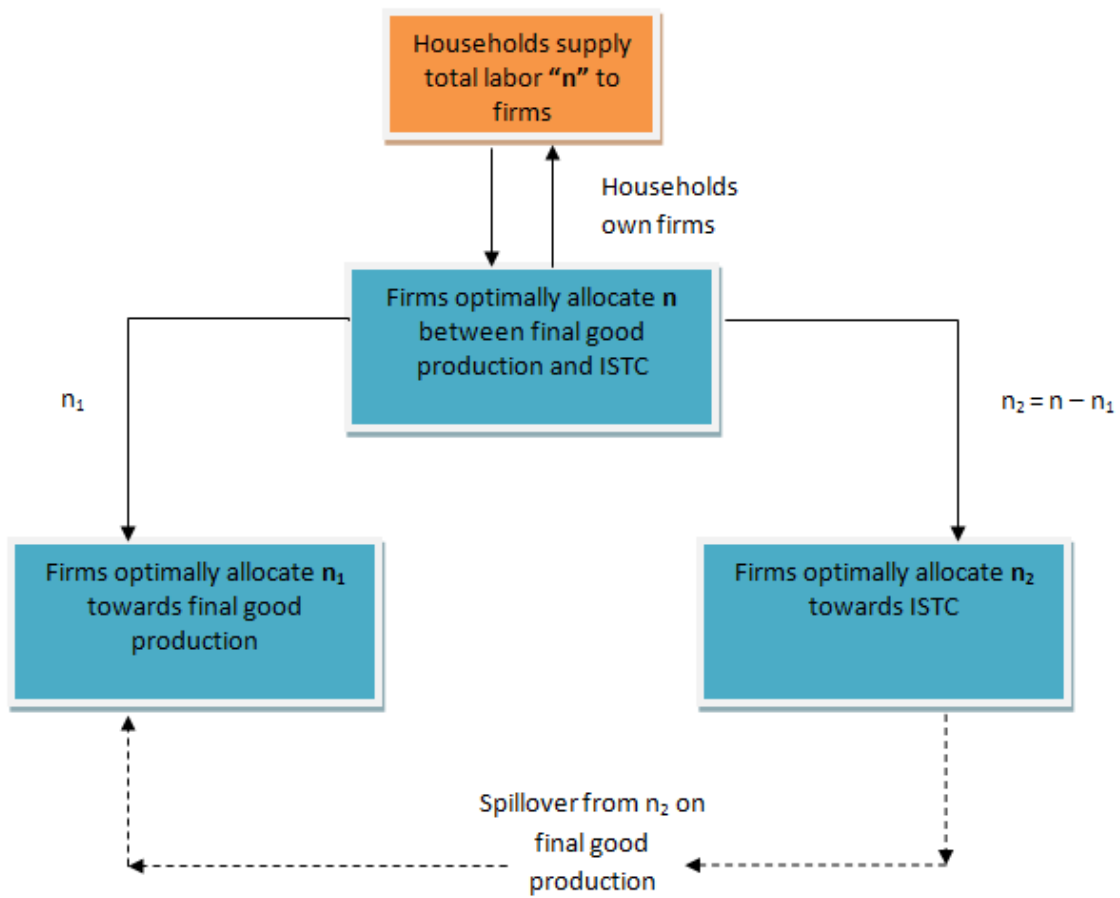 Households supply
total labor “n” to
firms
Households
own firms
Firms optimally allocate n
between final good
production and ISTC
n₁
n₂ = n – n₁
Firms optimally allocate n₁
towards final good
production
Firms optimally allocate n₂
towards ISTC
Spillover from n₂ on
final good
production